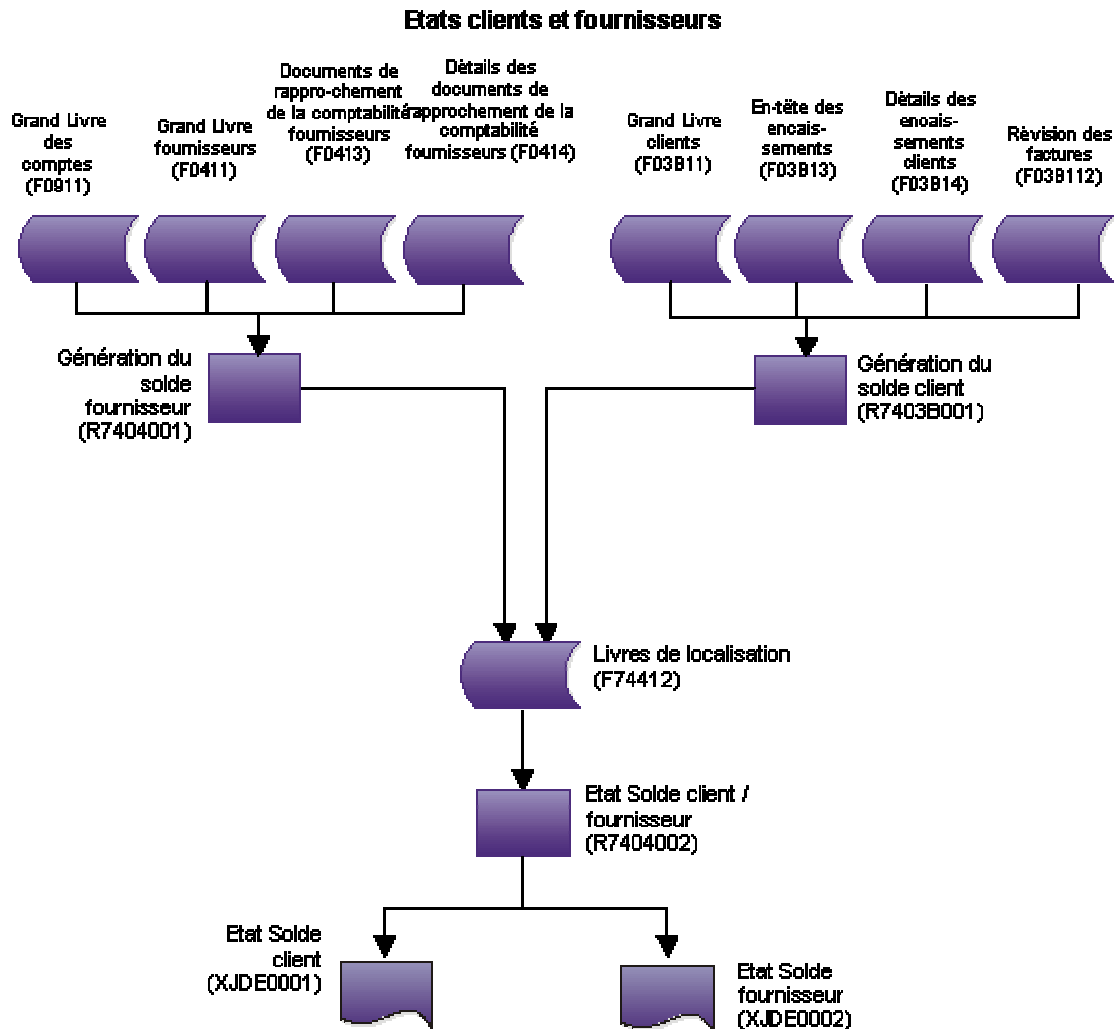 Etats clients et fournisseurs
Grand Livre
des
comptes
(F0911)
Grand Livre
fournisseurs
(F0411)
Documents de
rappro-chement
de la comptabilité
fournisseurs
(F0413)
Détails des
documents de
rapprochement de la
comptabilité
fournisseurs (F0414)
Grand Livre
clients
(F03B11)
En-tête des
encais-
sements
(F03B13)
Détails des
encais-
sements
clients
(F03B14)
Révision des
factures
(F03B112)
Génération du
solde
fournisseur
(R7404001)
Génération du
solde client
(R7403B001)
Livres de localisation
(F74412)
Etat Solde client /
fournisseur
(R7404002)
Etat Solde
client
(XJDE0001)
Etat Solde
fournisseur
(XJDE0002)